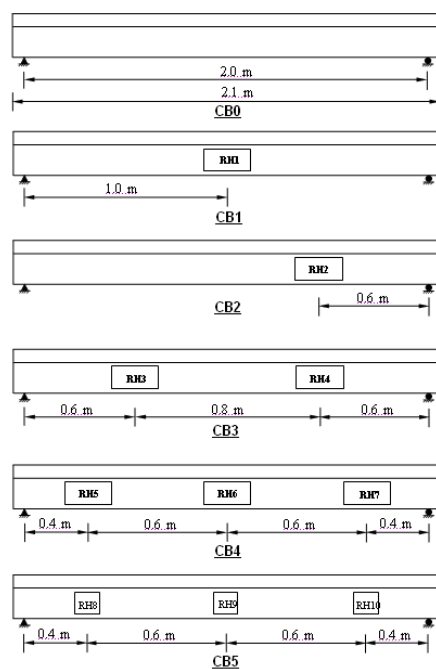 2.0 m
2.1 m
CB0
RH1
1.0 m
CB1
RH2
0.6 m
CB2
RH3 RH4
0.6 m 0.8 m 0.6 m
CB3
RH5 RH6 RH7
0.4 m 0.6 m 0.6 m 0.4 m
CB4
RH8 RH9 RH10
0.4 m 0.6 m 0.6 m 0.4 m
CB5